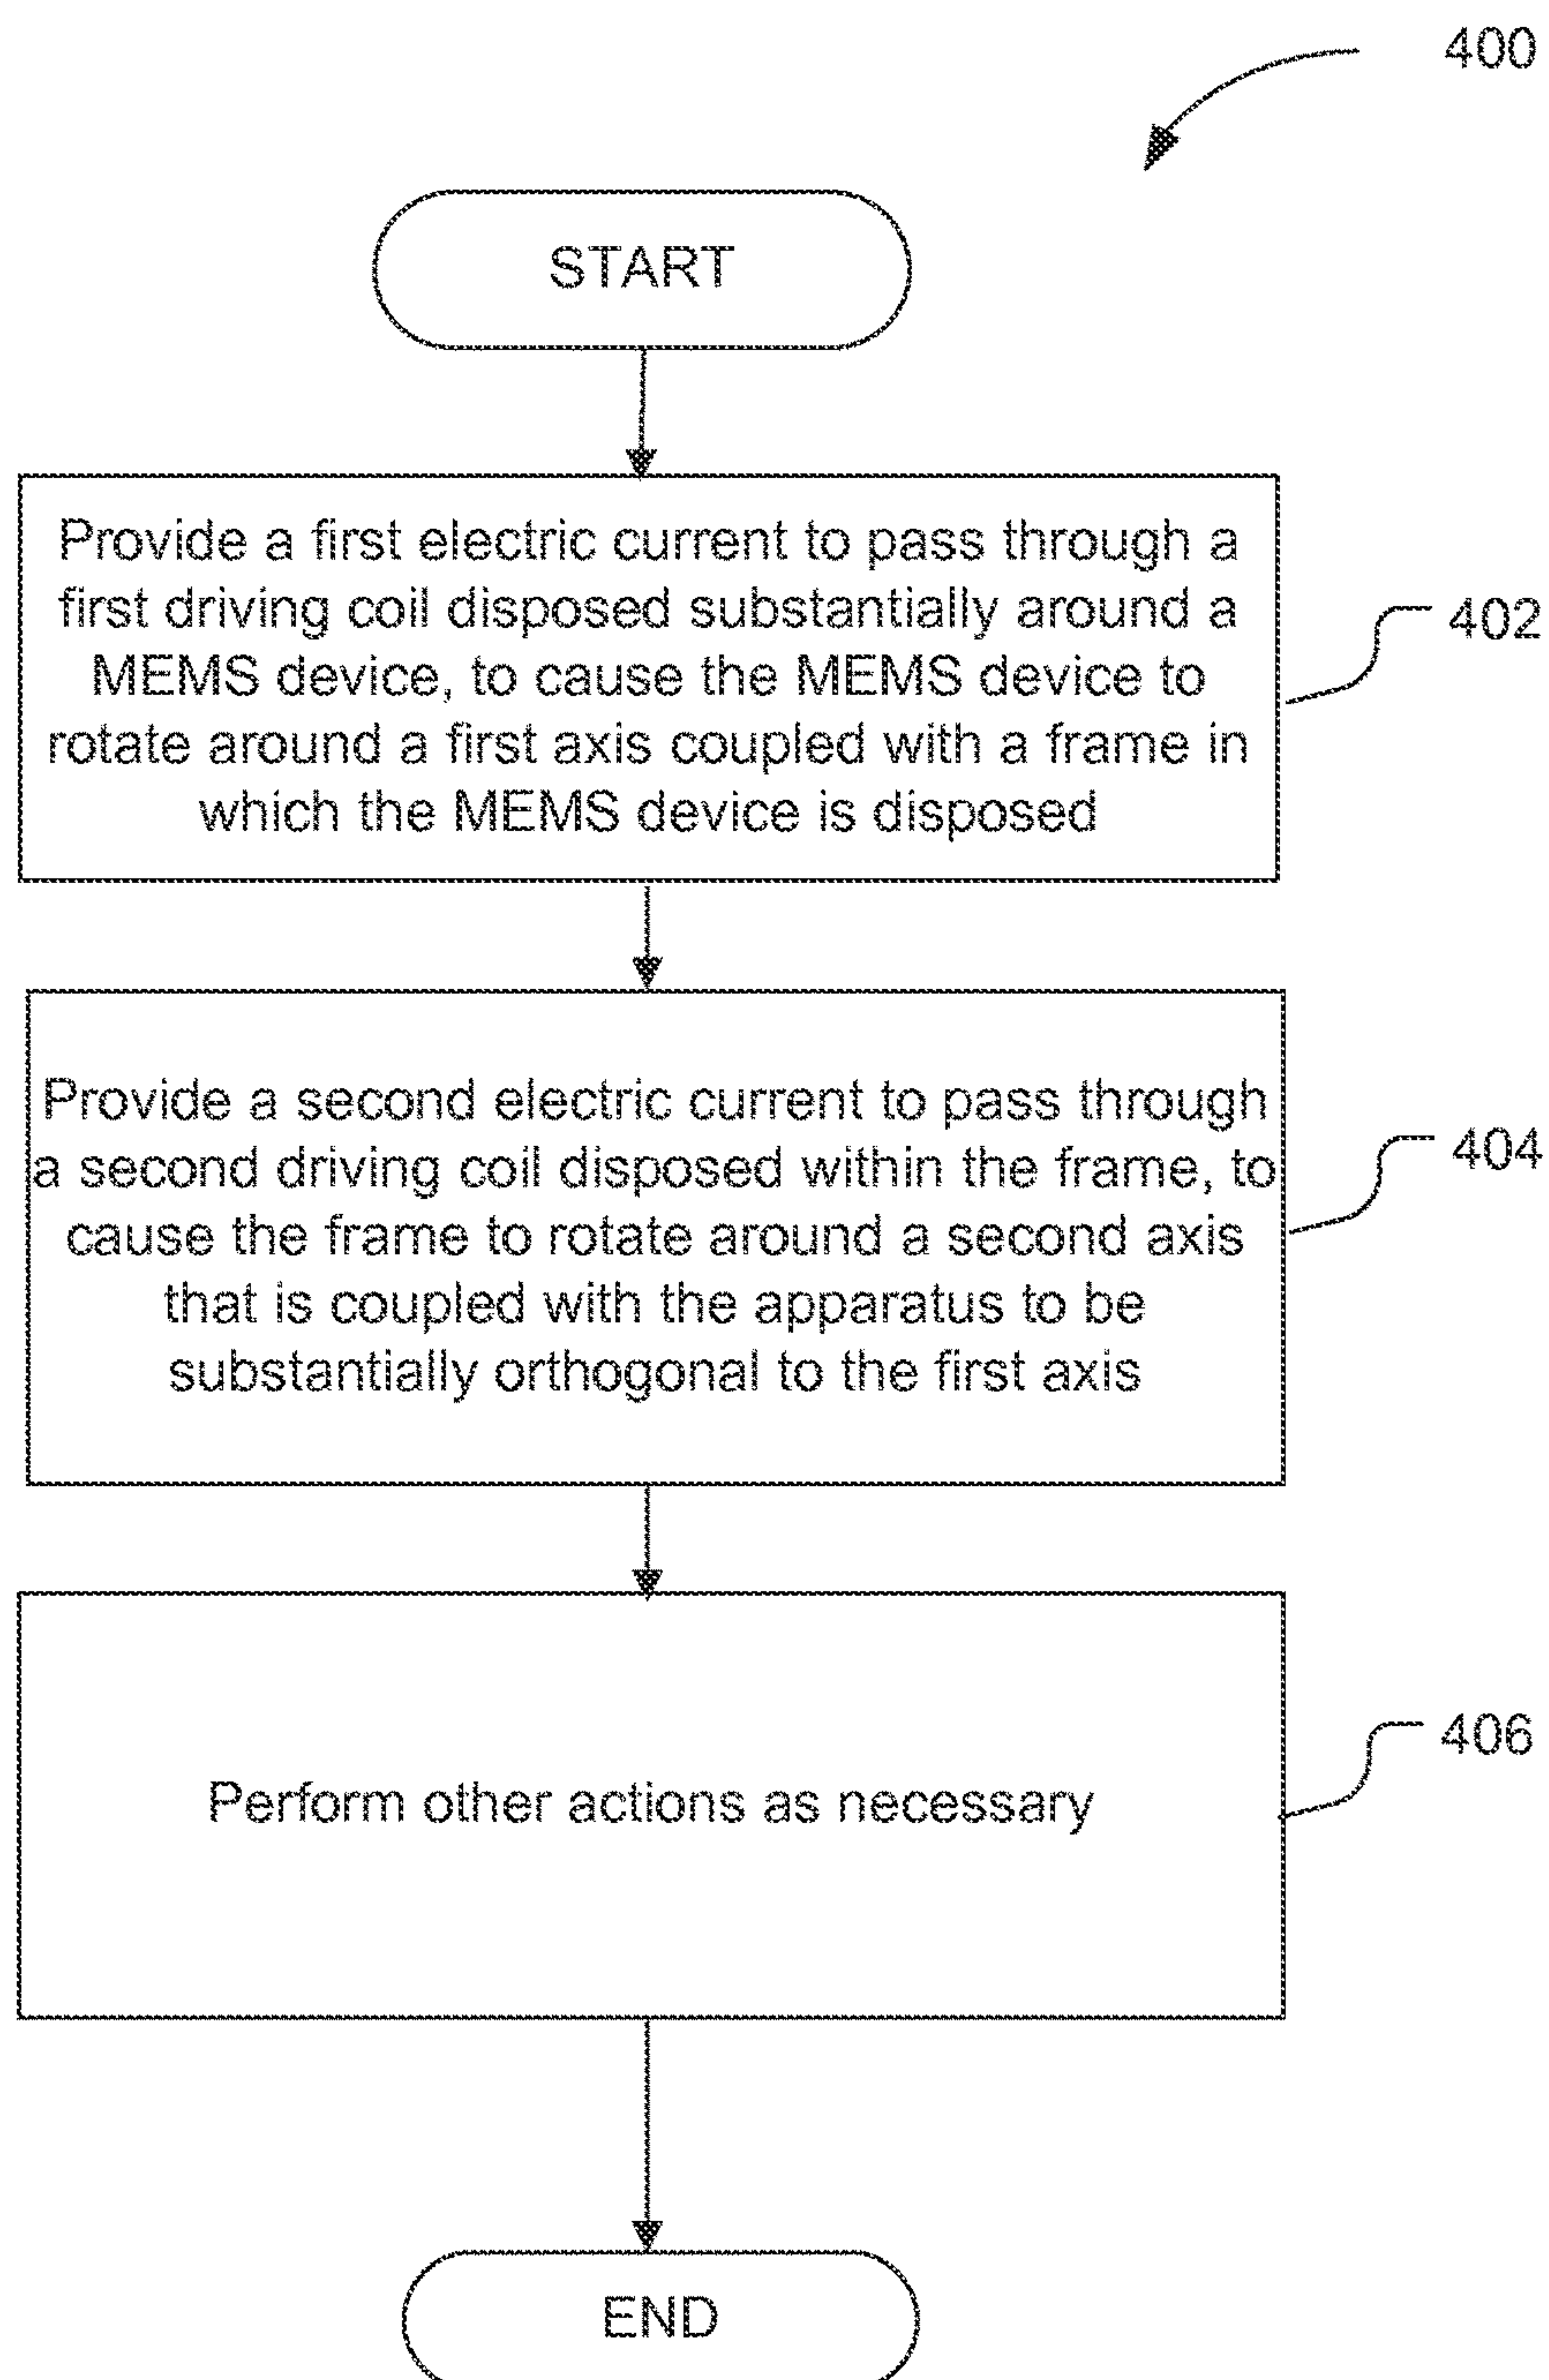 400
START
Provide a first electric current to pass through a
first driving coil disposed substantially around a
MEMS device, to cause the MEMS device to
rotate around a first axis coupled with a frame in
which the MEMS device is disposed
402
Provide a second electric current to pass through
a second driving coil disposed within the frame, to
cause the frame to rotate around a second axis
that is coupled with the apparatus to be
substantially orthogonal to the first axis
404
Perform other actions as necessary
406
END